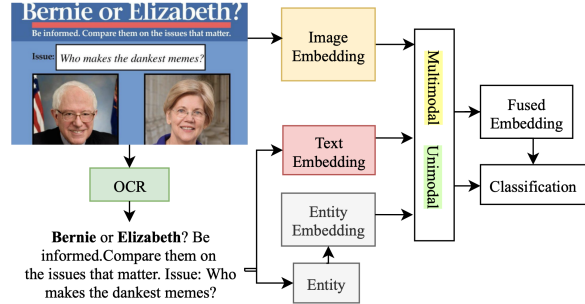 Bernie or Elizabeth?
Be informed. Compare them on the issues that matter.
Issue: Who makes the dankest memes?
OCR
Bernie or Elizabeth? Be
informed.Compare them on
the issues that matter. Issue: Who
makes the dankest memes?
Image
Embedding
Text
Embedding
Entity
Embedding
Entity
Multimodal
Unimodal
Fused
Embedding
Classification